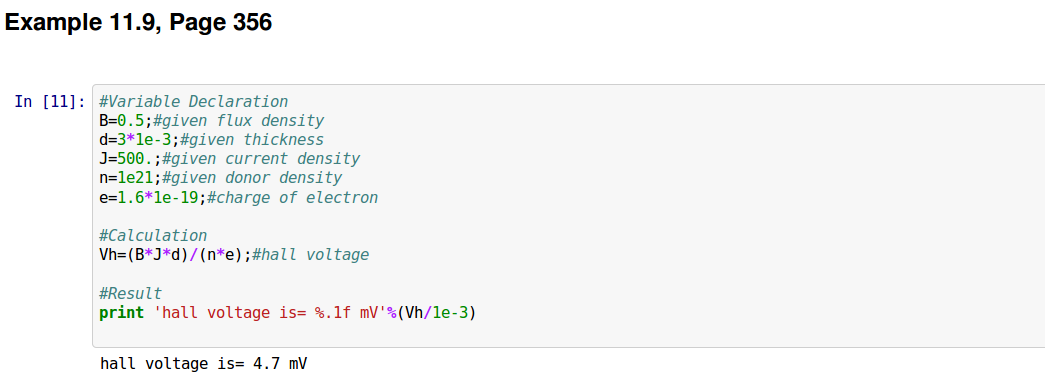 Example 11.9, Page 356
In [11]:
#Variable Declaration
B=0.5;#given flux density
d=3*1e-3;#given thickness
J=500.;#given current density
n=1e21;#given donor density
e=1.6*1e-19;#charge of electron
#Calculation
Vh=(B*J*d)/(n*e);#hall voltage
#Result
print 'hall voltage is= %.1f mV'%(Vh/1e-3)
hall voltage is= 4.7 mV